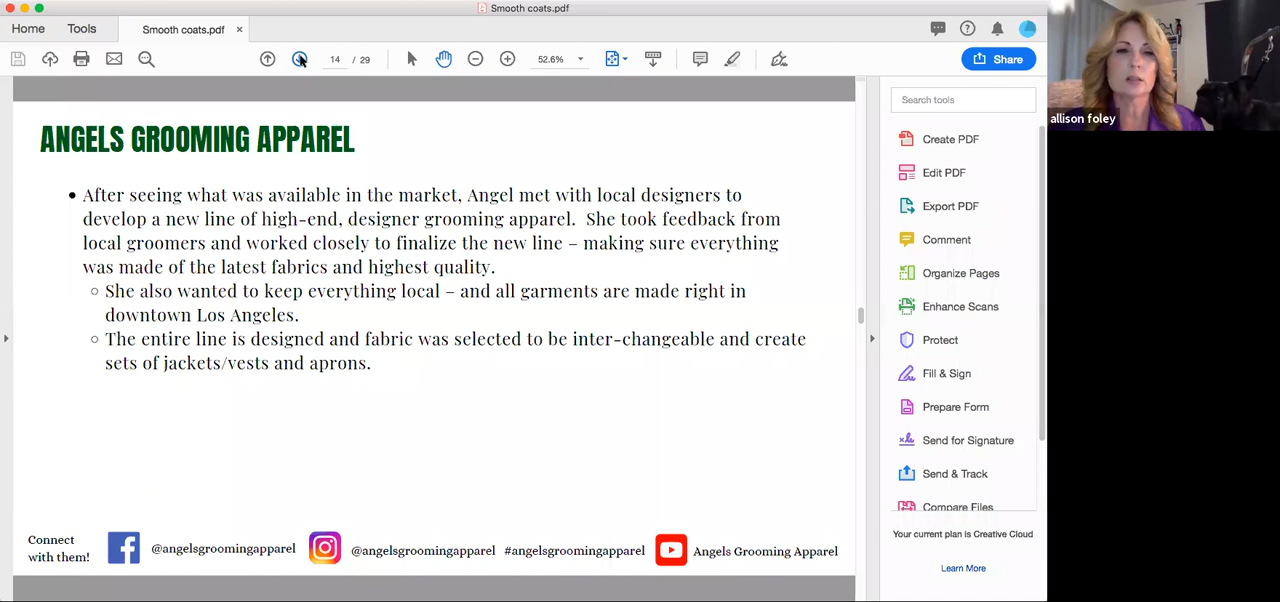 Smooth coats.pdf
Home Tools Smooth coats.pdf ×
14 / 29 52.6% Share
allison foley
Search tools
Create PDF
Edit PDF
Export PDF
Comment
Organize Pages
Enhance Scans
Protect
Fill & Sign
Prepare Form
Send for Signature
Send & Track
Compare Files
Your current plan is Creative Cloud
Learn More
ANGELS GROOMING APPAREL
• After seeing what was available in the market, Angel met with local designers to
develop a new line of high-end, designer grooming apparel. She took feedback from
local groomers and worked closely to finalize the new line – making sure everything
was made of the latest fabrics and highest quality.
○ She also wanted to keep everything local – and all garments are made right in
downtown Los Angeles.
○ The entire line is designed and fabric was selected to be inter-changeable and create
sets of jackets/vests and aprons.
Connect
with them!
@angelsgroomingapparel
@angelsgroomingapparel #angelsgroomingapparel
Angels Grooming Apparel